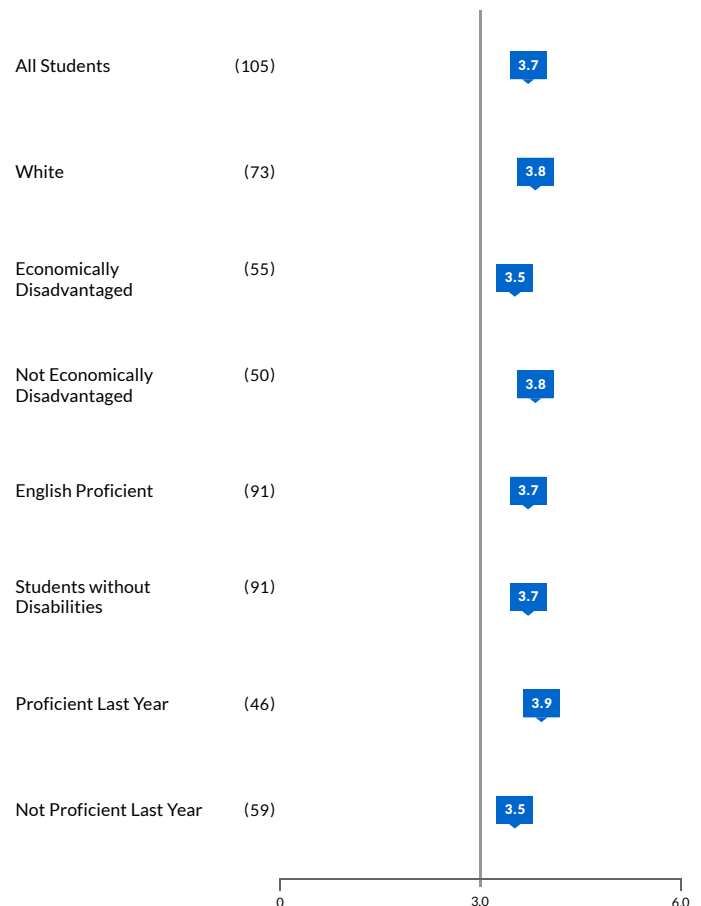 All Students (105) 3.7
White (73) 3.8
Economically (55) 3.5
Disadvantaged
Not Economically (50) 3.8
Disadvantaged
English Proficient (91) 3.7
Students without (91) 3.7
Disabilities
Proficient Last Year (46) 3.9
Not Proficient Last Year (59) 3.5
0 3.0 6.0